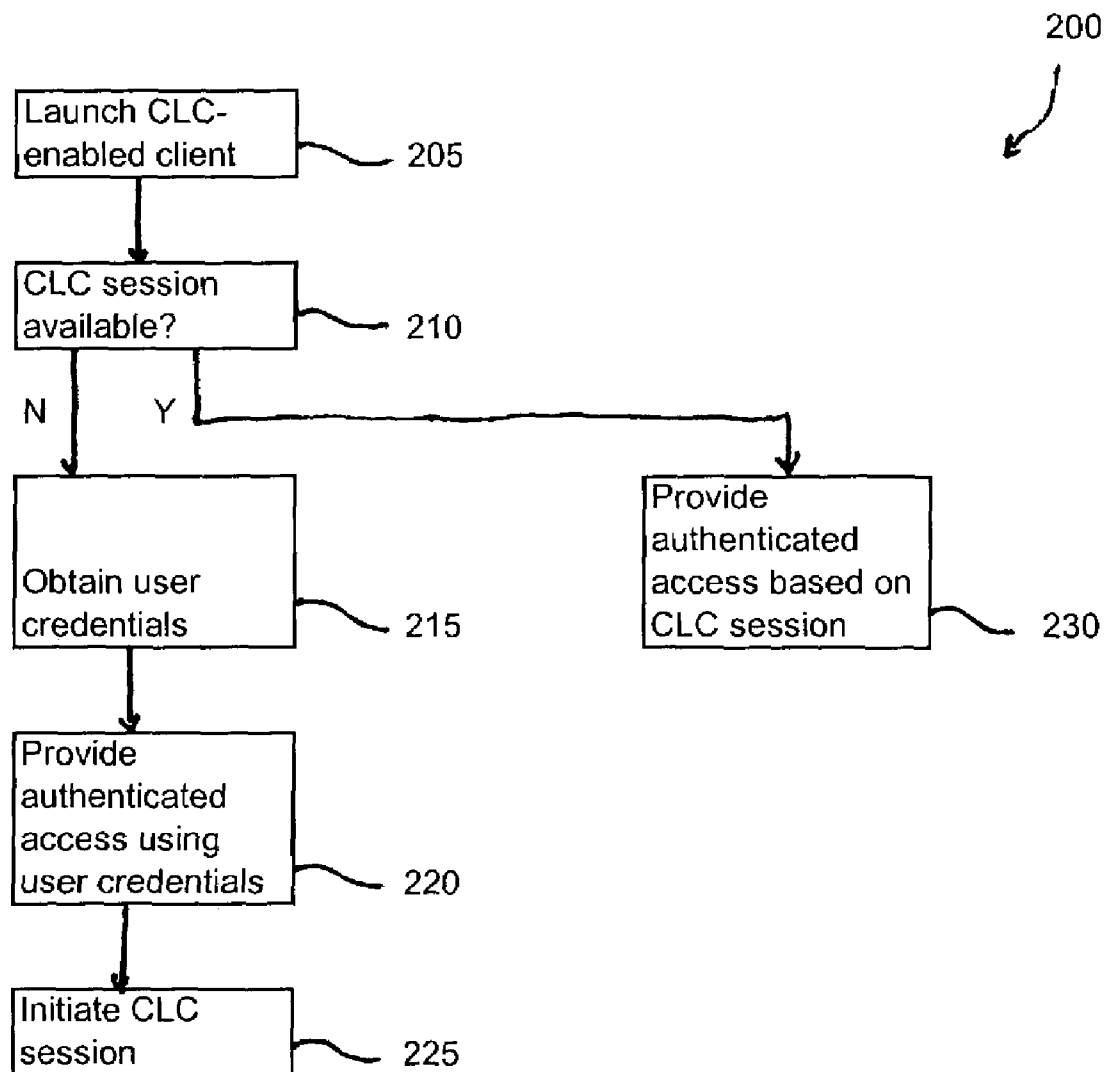 200
Launch CLC-
enabled client
205
CLC session
available?
210
N
Y
Obtain user
credentials
215
Provide
authenticated
access based on
CLC session
230
Provide
authenticated
access using
user credentials
220
Initiate CLC
session
225